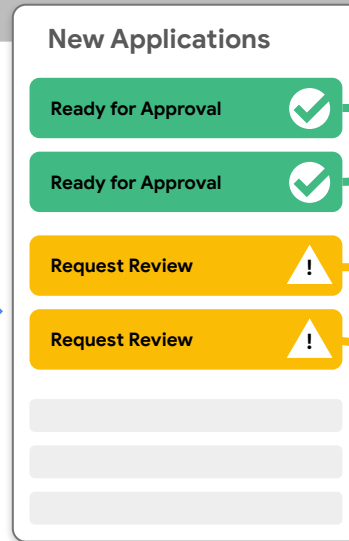 New Applications
Ready for Approval
Ready for Approval
Request Review
!
Request Review
!